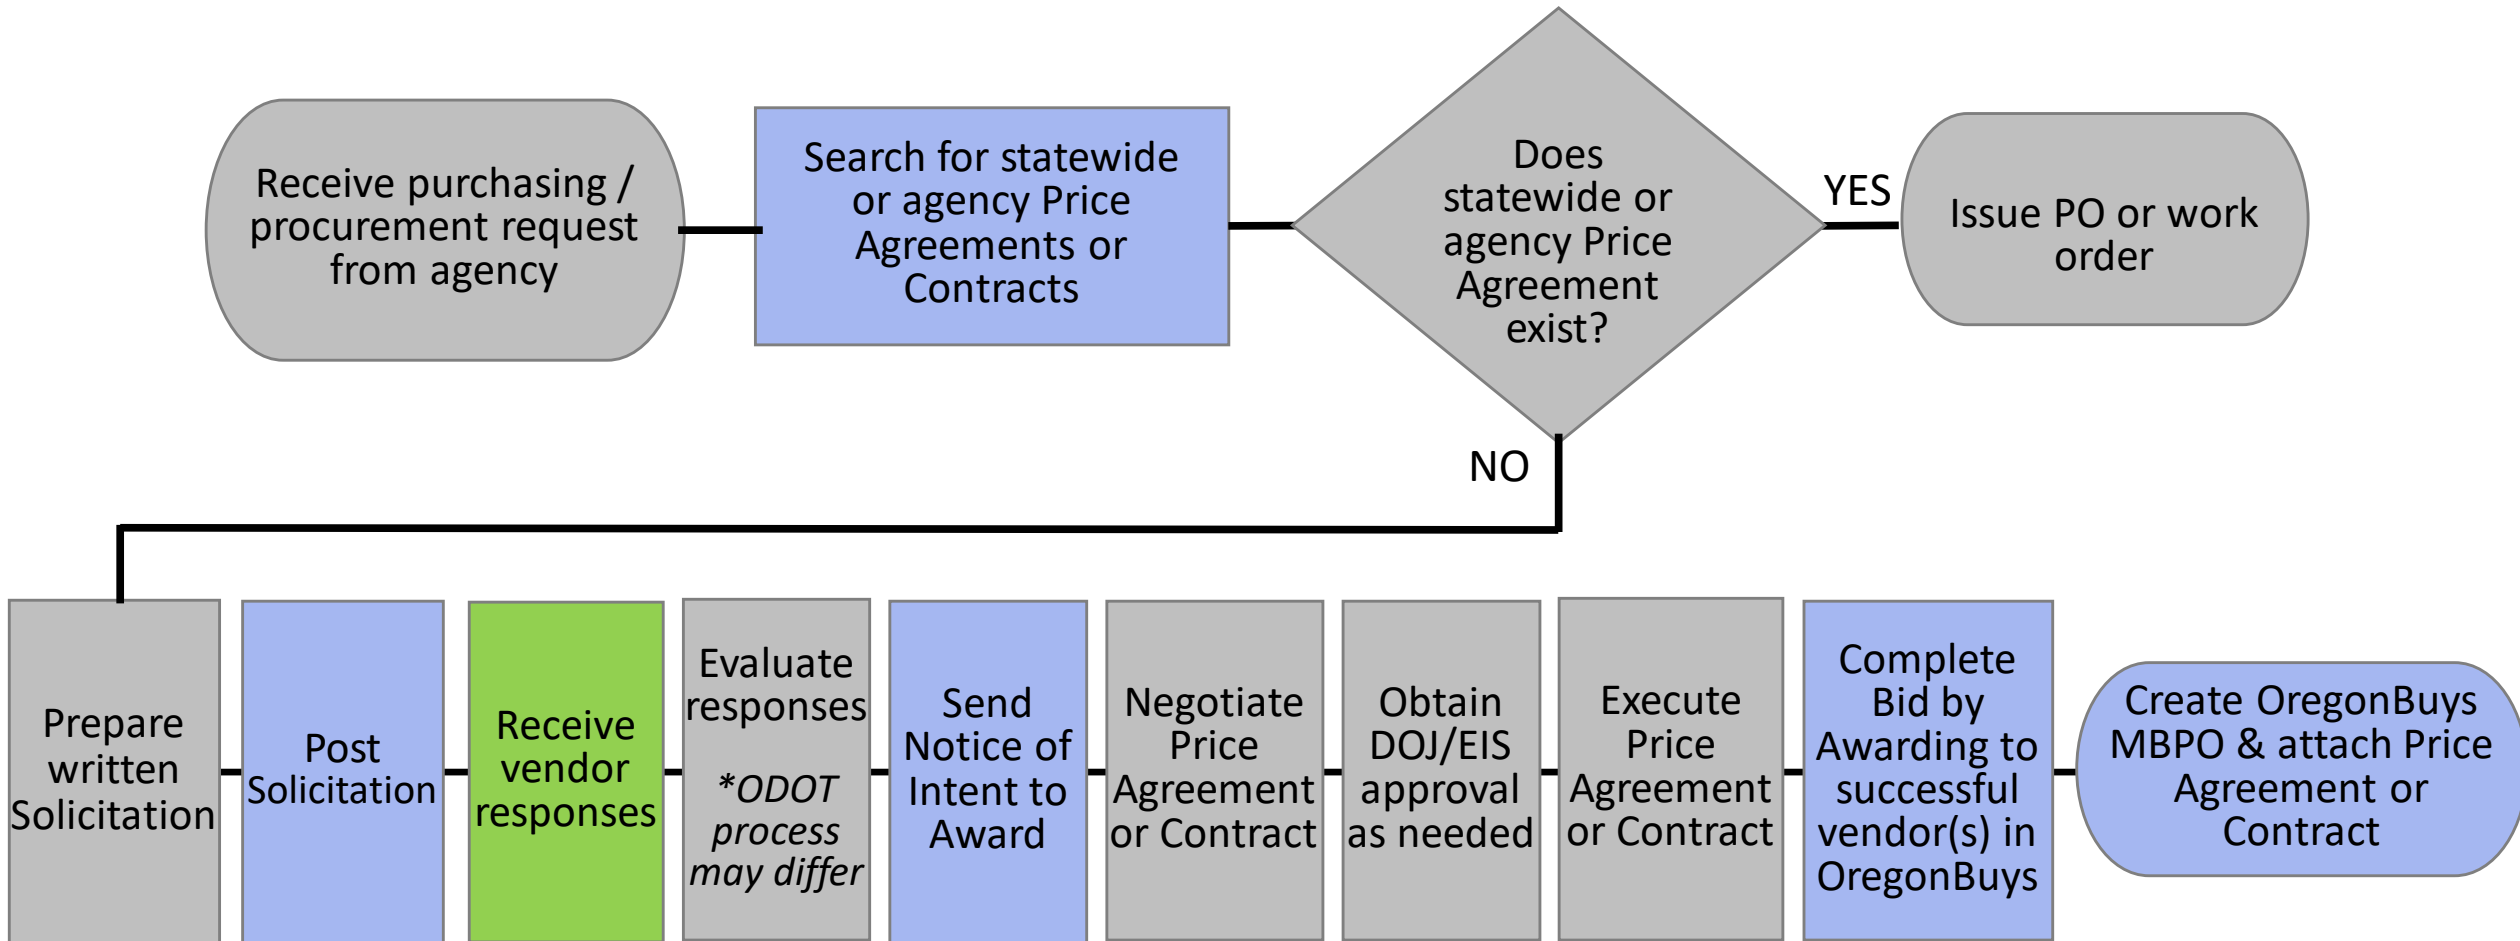 Receive purchasing /
procurement request
from agency
Search for statewide
or agency Price
Agreements or
Contracts
Does
statewide or
agency Price
Agreement
exist?
YES
Issue PO or work
order
NO
Prepare
written
Solicitation
Post
Solicitation
Receive
vendor
responses
Evaluate
responses
*ODOT
process
may differ
Send
Notice of
Intent to
Award
Negotiate
Price
Agreement
or Contract
Obtain
DOJ/EIS
approval
as needed
Execute
Price
Agreement
or Contract
Complete
Bid by
Awarding to
successful
vendor(s) in
OregonBuys
Create OregonBuys
MBPO & attach Price
Agreement or
Contract